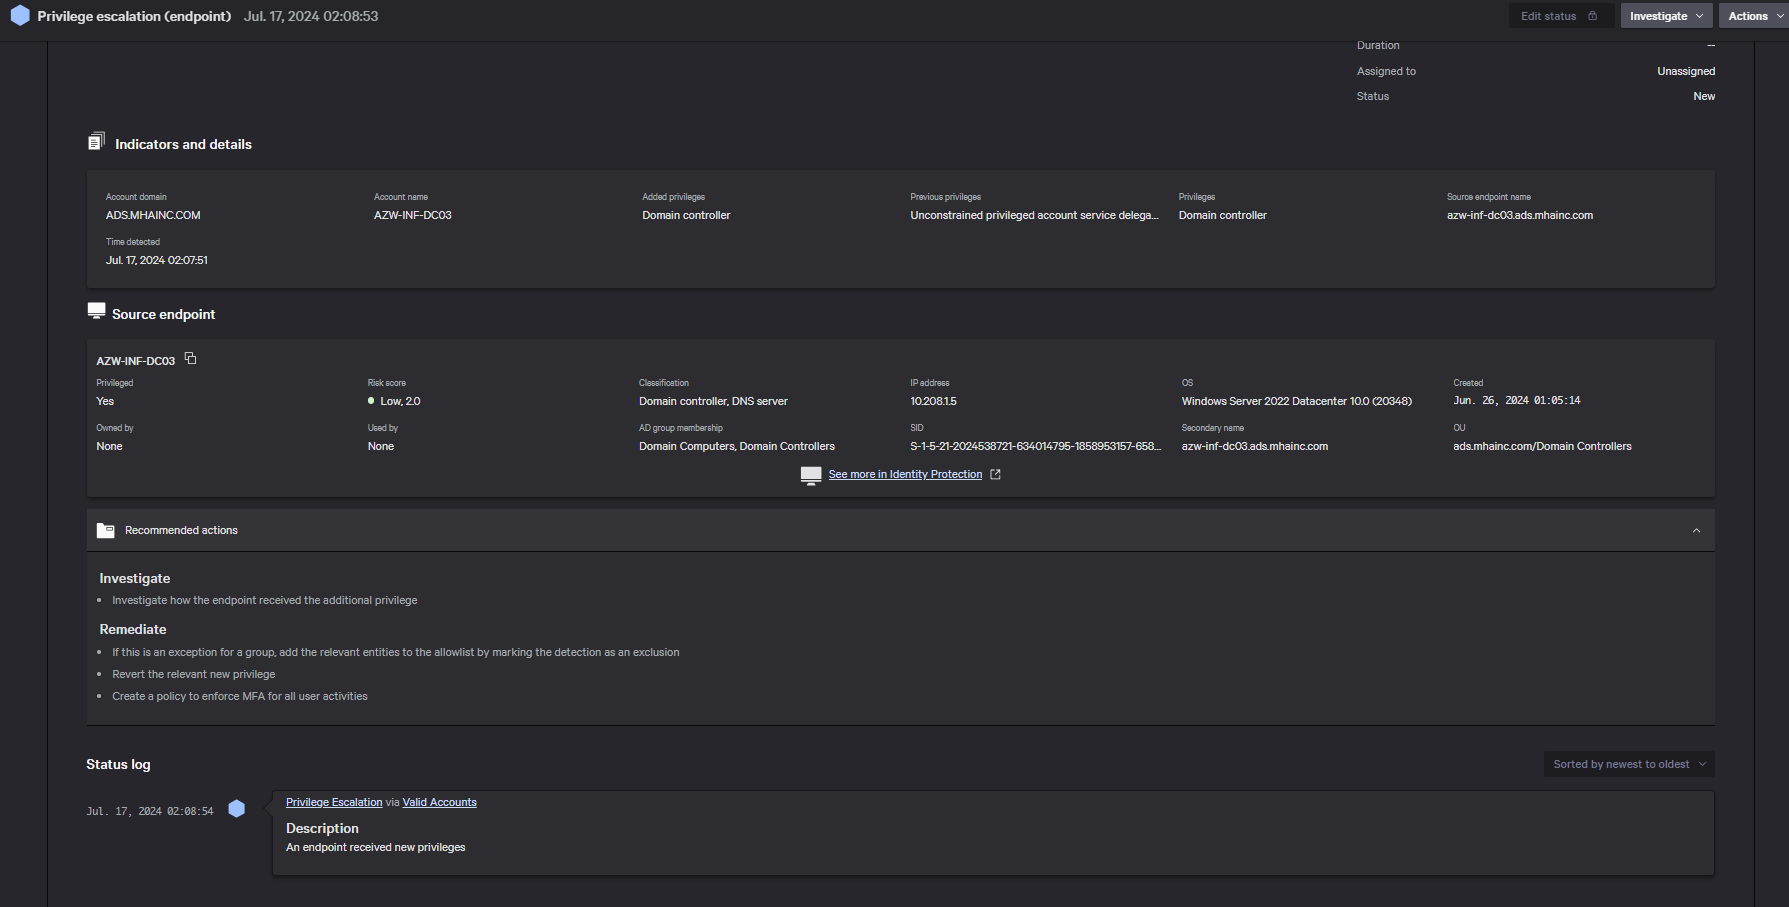 Privilege escalation (endpoint) Jul. 17, 2024 02:08:53 Edit status Investigate Actions
Duration --
Assigned to Unassigned
Status New
Indicators and details
Account domain Account name Added privileges Previous privileges Privileges Source endpoint name
ADS.MHAINC.COM AZW-INF-DC03 Domain controller Unconstrained privileged account service delega... Domain controller azw-inf-dc03.ads.mhainc.com
Time detected
Jul. 17, 2024 02:07:51
Source endpoint
AZW-INF-DC03
Privileged Risk score Classification IP address OS Created
Yes Low, 2.0 Domain controller, DNS server 10.208.1.5 Windows Server 2022 Datacenter 10.0 (20348) Jun. 26, 2024 01:05:14
Owned by Used by AD group membership SID Secondary name OU
None None Domain Computers, Domain Controllers S-1-5-21-2024538721-634014795-1858953157-658... azw-inf-dc03.ads.mhainc.com ads.mhainc.com/Domain Controllers
See more in Identity Protection
Recommended actions
Investigate
• Investigate how the endpoint received the additional privilege
Remediate
• If this is an exception for a group, add the relevant entities to the allowlist by marking the detection as an exclusion
• Revert the relevant new privilege
• Create a policy to enforce MFA for all user activities
Status log Sorted by newest to oldest
Jul. 17, 2024 02:08:54 Privilege Escalation via Valid Accounts
Description
An endpoint received new privileges